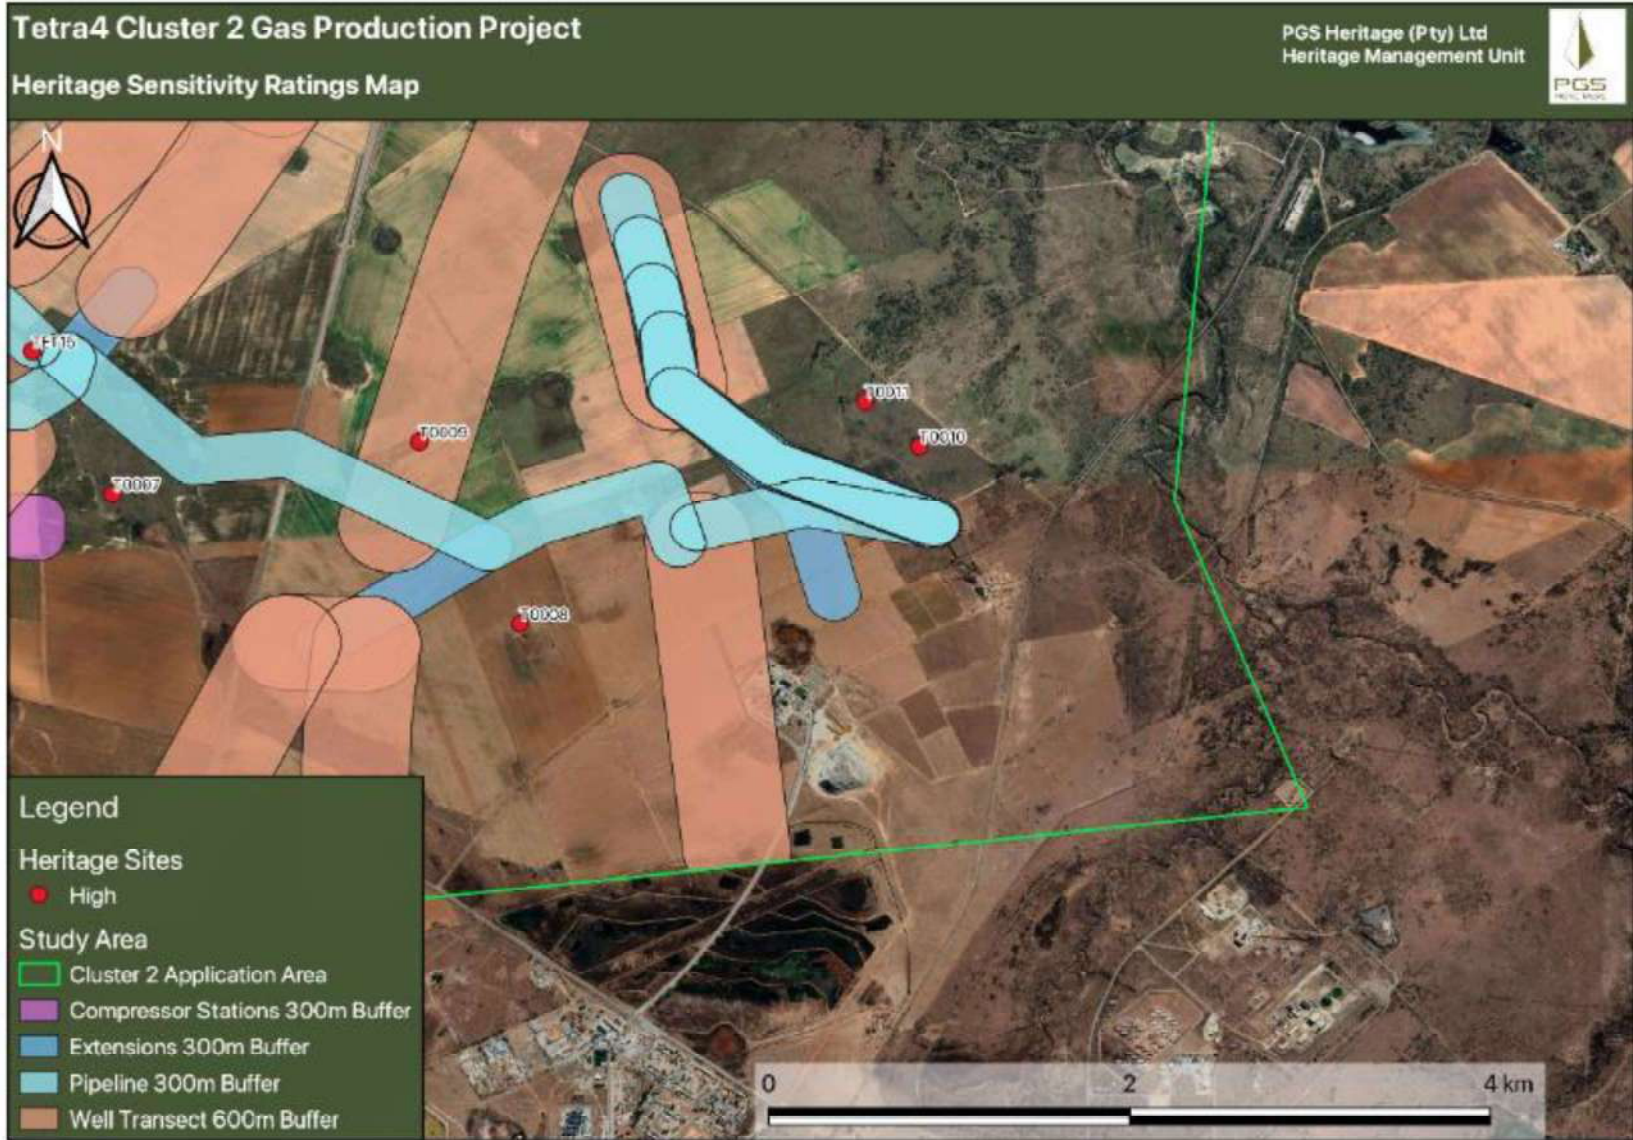 Tetra4 Cluster 2 Gas Production Project
Heritage Sensitivity Ratings Map
PGS Heritage (Pty) Ltd
Heritage Management Unit
PGS
N
T0011
T0009
T0010
T0007
T0008
Legend
Heritage Sites
High
Study Area
Cluster 2 Application Area
Compressor Stations 300m Buffer
Extensions 300m Buffer
Pipeline 300m Buffer
Well Transect 600m Buffer
0 2 4 km